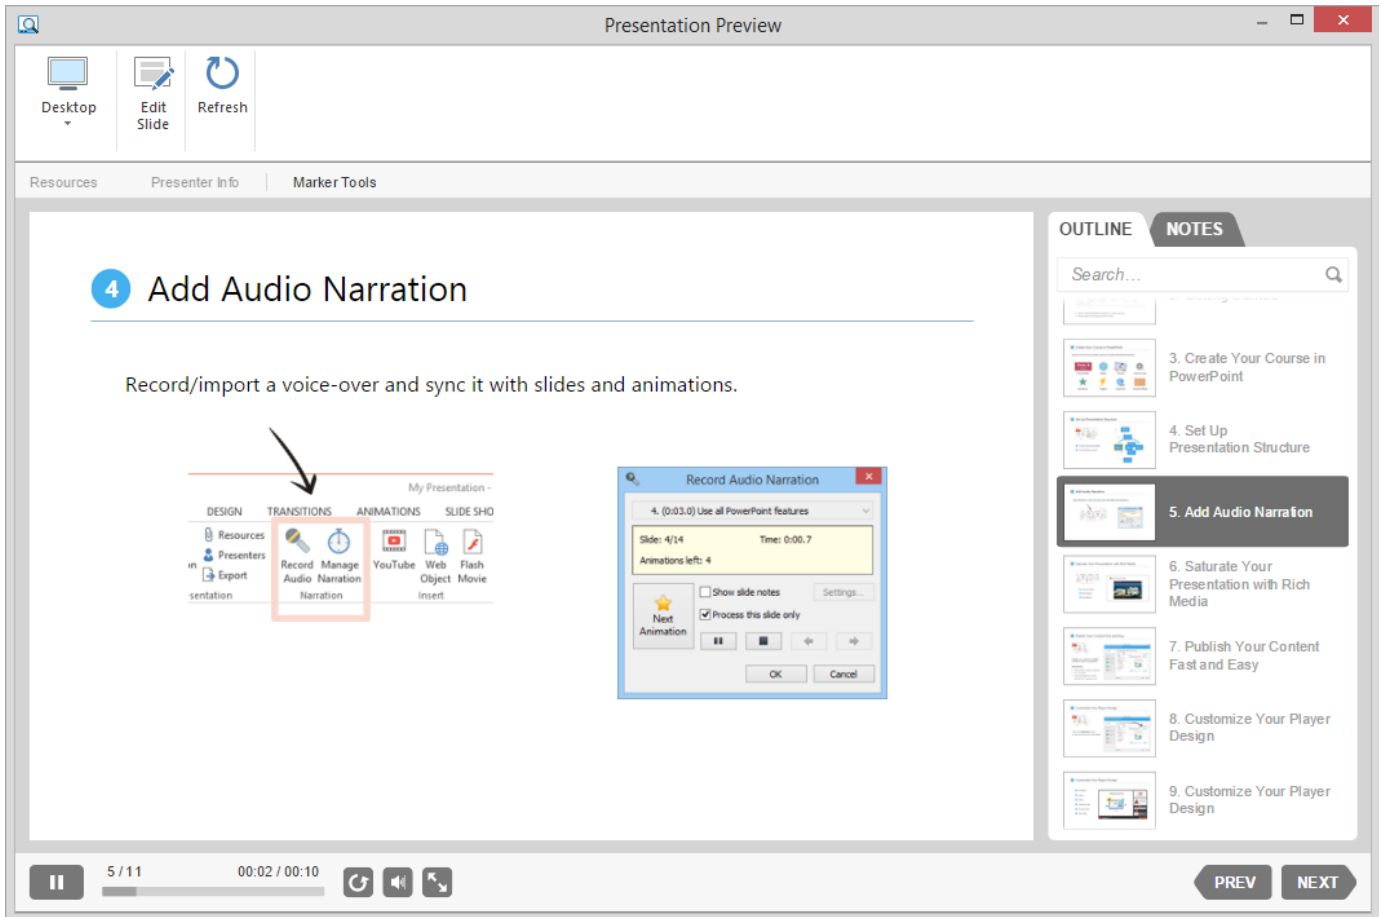 Presentation Preview
Desktop
Edit
Slide
Refresh
Resources
Presenter Info
Marker Tools
4 Add Audio Narration
Record/import a voice-over and sync it with slides and animations.
My Presentation -
DESIGN TRANSITIONS ANIMATIONS SLIDE SHO
Resources
Presenters
Export
sentation
Record
Audio
Manage
Narration
Narration
YouTube
Web
Object
Flash
Movie
Insert
Record Audio Narration
4. (0:03.0) Use all PowerPoint features
Slide: 4/14 Time: 0:00.7
Animations left: 4
Next
Animation
Show slide notes
Settings...
Process this slide only
OK
Cancel
OUTLINE
NOTES
Search...
3. Create Your Course in
PowerPoint
4. Set Up
Presentation Structure
5. Add Audio Narration
6. Saturate Your
Presentation with Rich
Media
7. Publish Your Content
Fast and Easy
8. Customize Your Player
Design
9. Customize Your Player
Design
5 / 11
00:02 / 00:10
PREV
NEXT